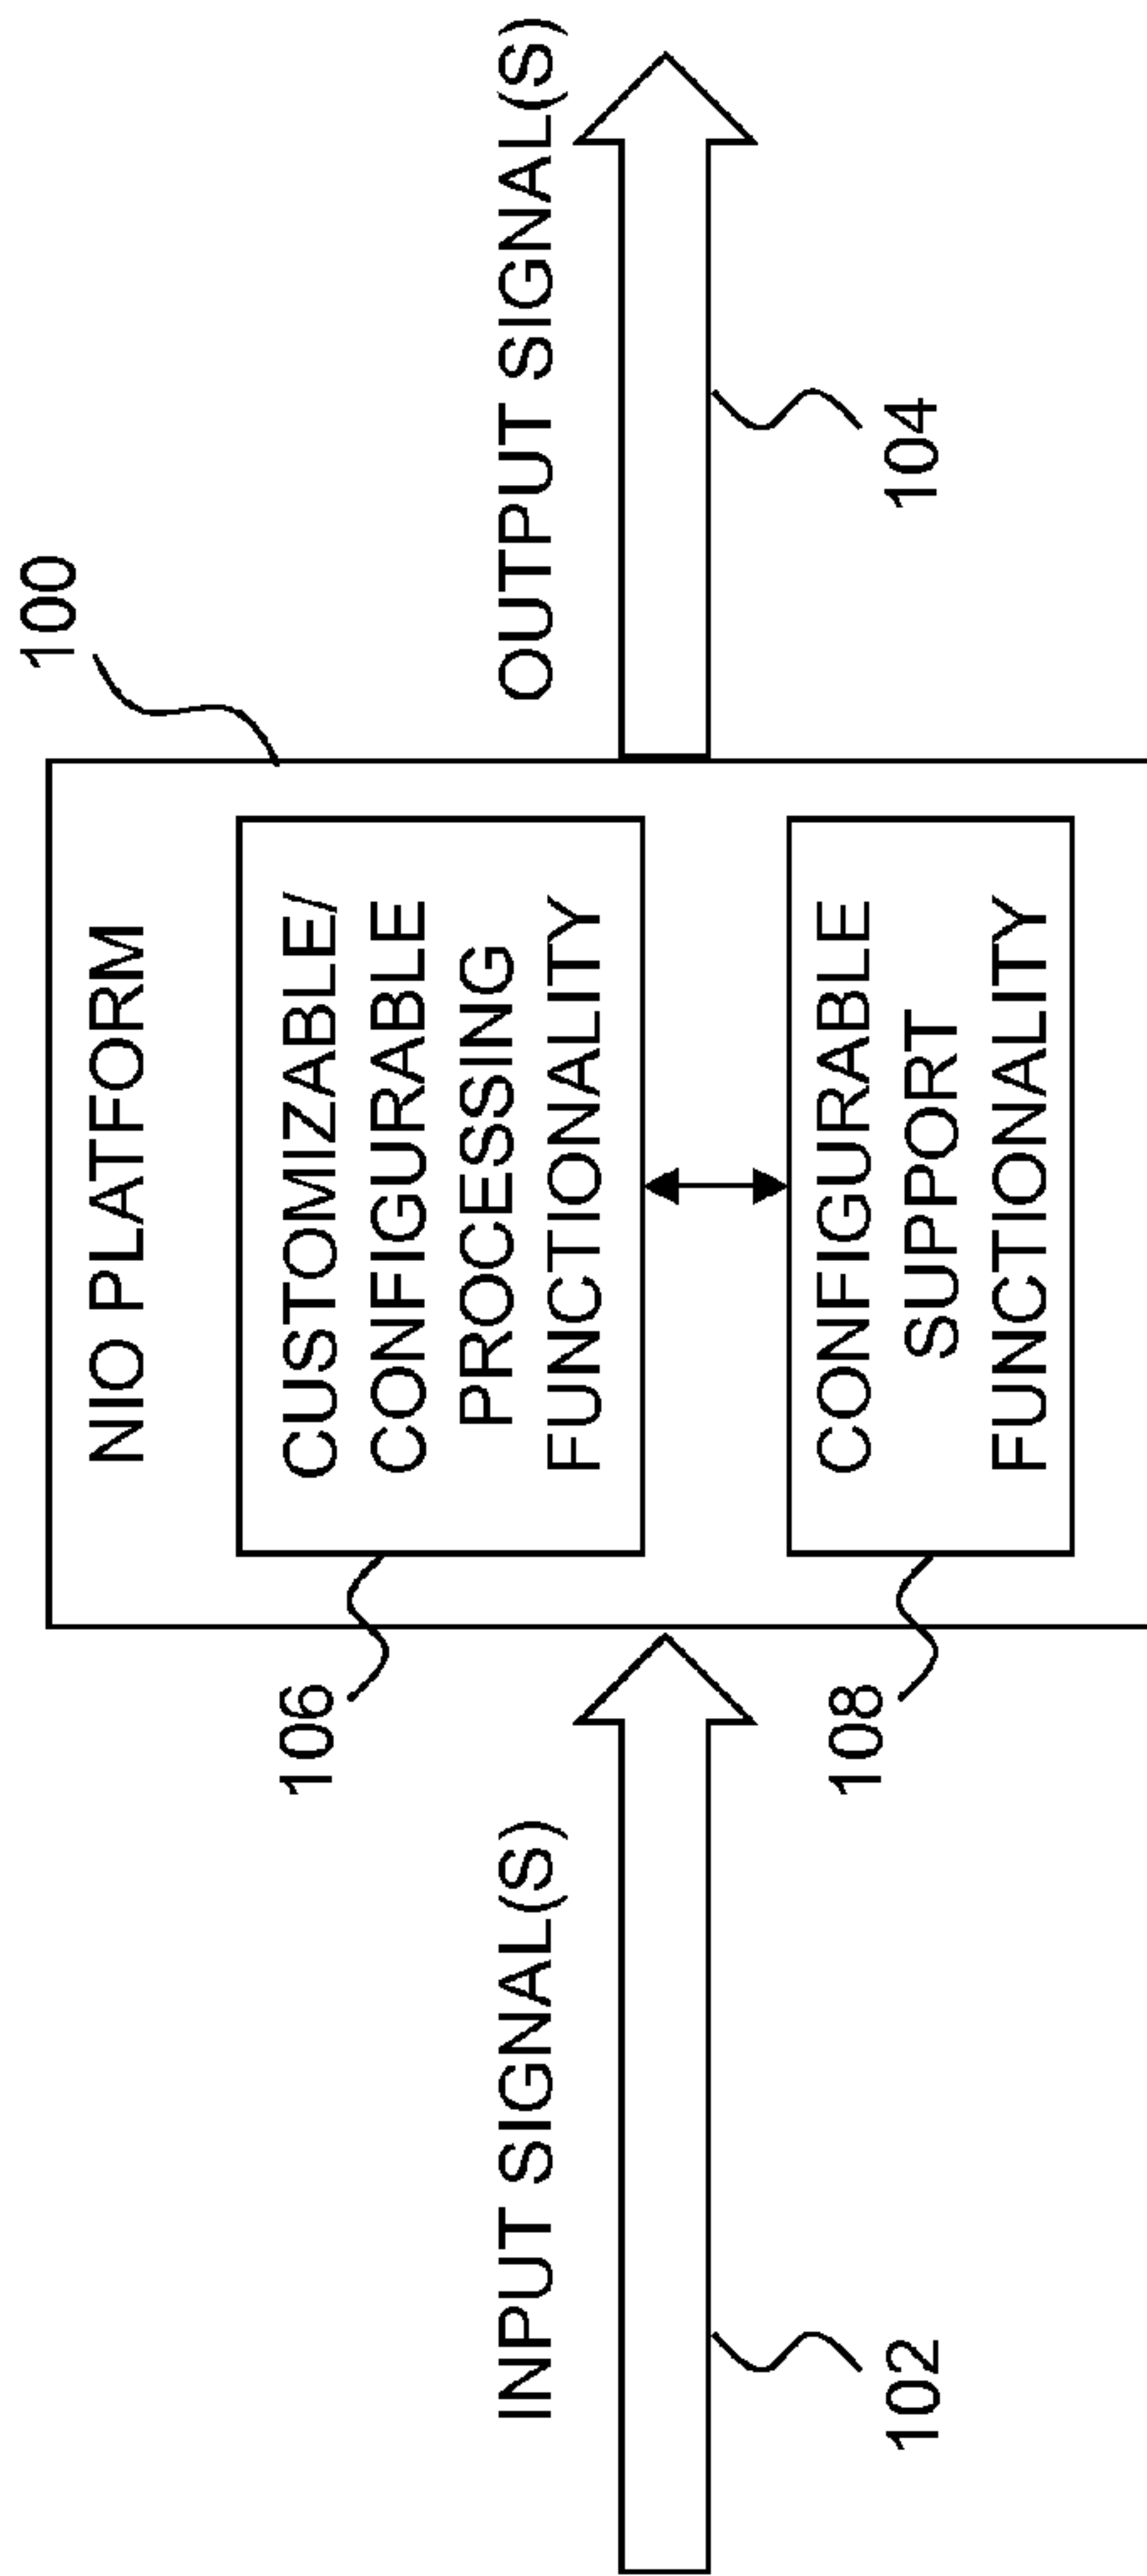 100
NIO PLATFORM
CUSTOMIZABLE/
CONFIGURABLE
PROCESSING
FUNCTIONALITY
106
INPUT SIGNAL(S)
OUTPUT SIGNAL(S)
102
104
108
CONFIGURABLE
SUPPORT
FUNCTIONALITY